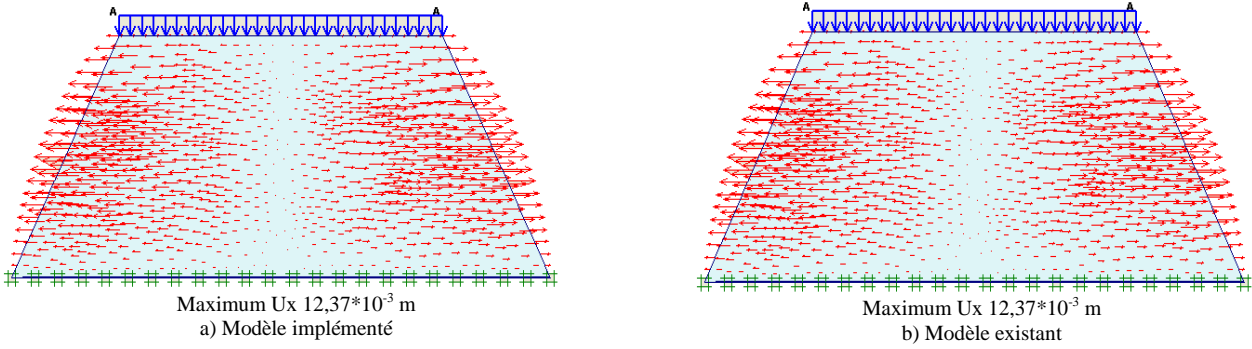 A A
A A
Maximum Ux 12,37*10⁻³ m
a) Modèle implémenté
Maximum Ux 12,37*10⁻³ m
b) Modèle existant